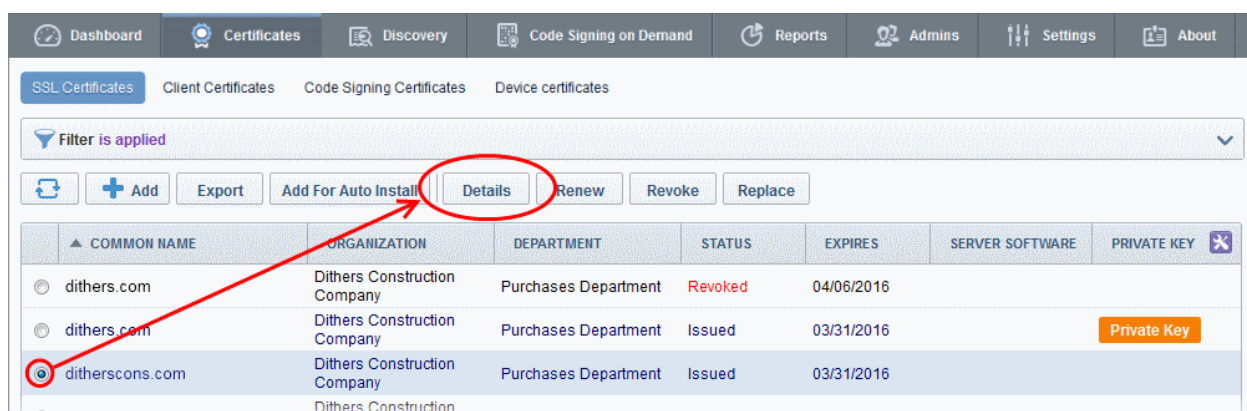 Dashboard Certificates Discovery Code Signing on Demand Reports Admins Settings About
SSL Certificates Client Certificates Code Signing Certificates Device certificates
Filter is applied
Add Export Add For Auto Install Details Renew Revoke Replace
COMMON NAME ORGANIZATION DEPARTMENT STATUS EXPIRES SERVER SOFTWARE PRIVATE KEY
dithers.com Dithers Construction Company Purchases Department Revoked 04/06/2016
dithers.com Dithers Construction Company Purchases Department Issued 03/31/2016 Private Key
ditherscons.com Dithers Construction Company Purchases Department Issued 03/31/2016
Dithers Construction